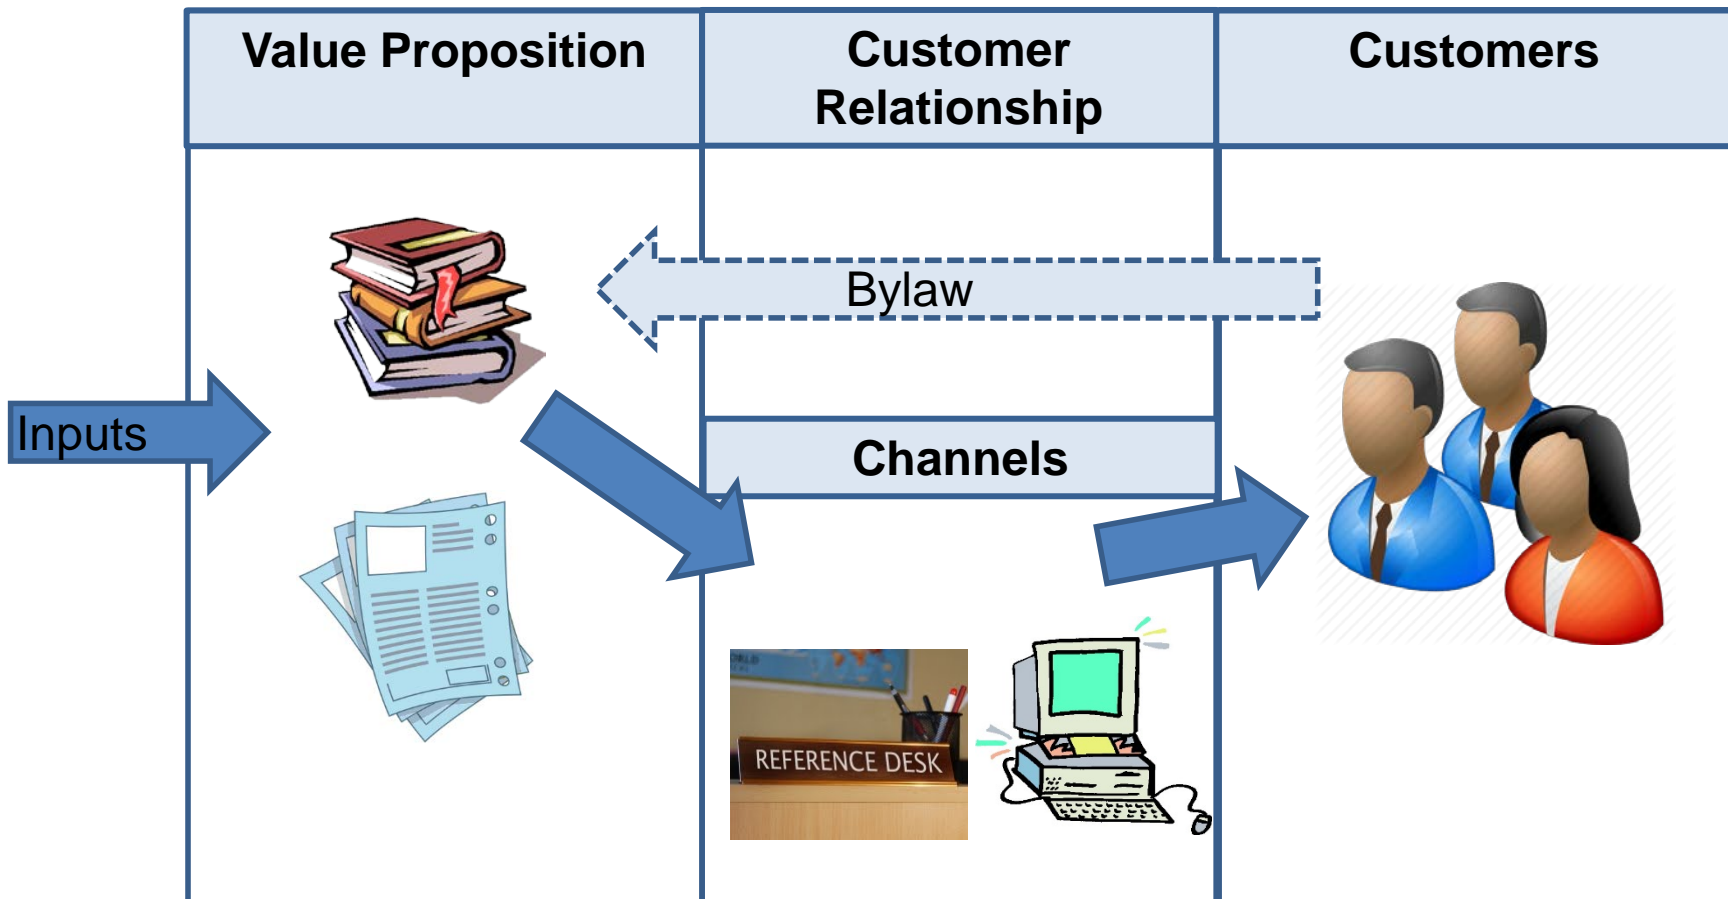 Value Proposition
Customer
Relationship
Customers
Bylaw
Inputs
Channels
REFERENCE DESK